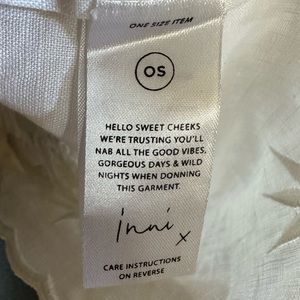 ONE SIZE ITEM
OS
HELLO SWEET CHEEKS
WE'RE TRUSTING YOU'LL
NAB ALL THE GOOD VIBES,
GORGEOUS DAYS & WILD
NIGHTS WHEN DONNING
THIS GARMENT.
Inni x
CARE INSTRUCTIONS
ON REVERSE